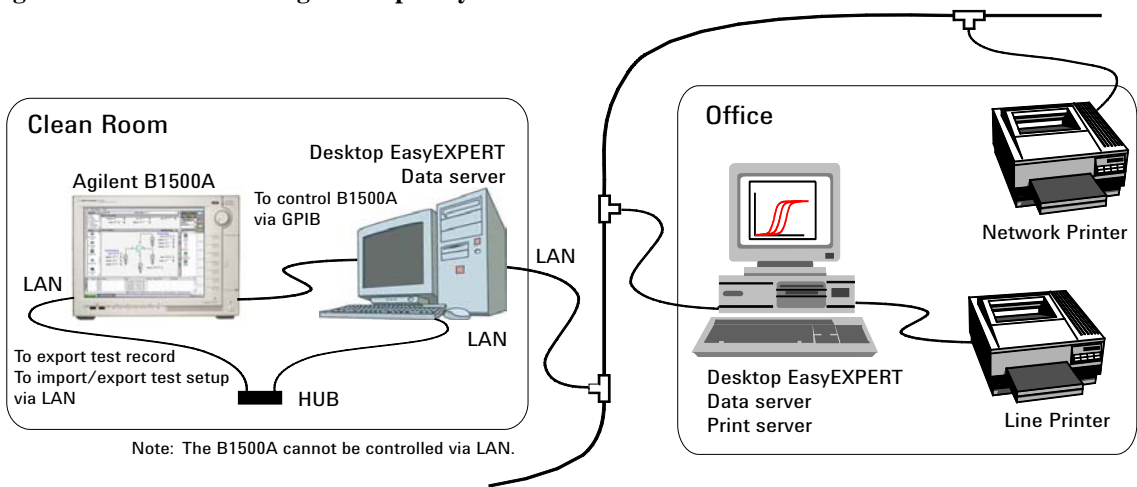 Clean Room
Agilent B1500A
Desktop EasyEXPERT
Data server
To control B1500A
via GPIB
LAN
LAN
LAN
To export test record
To import/export test setup
via LAN
HUB
Note: The B1500A cannot be controlled via LAN.
Office
Network Printer
Desktop EasyEXPERT
Data server
Print server
Line Printer